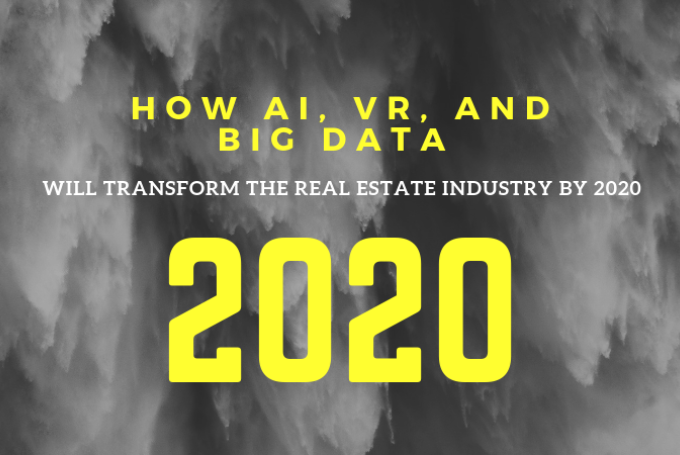 HOW AI, VR, AND
BIG DATA
WILL TRANSFORM THE REAL ESTATE INDUSTRY BY 2020
2020